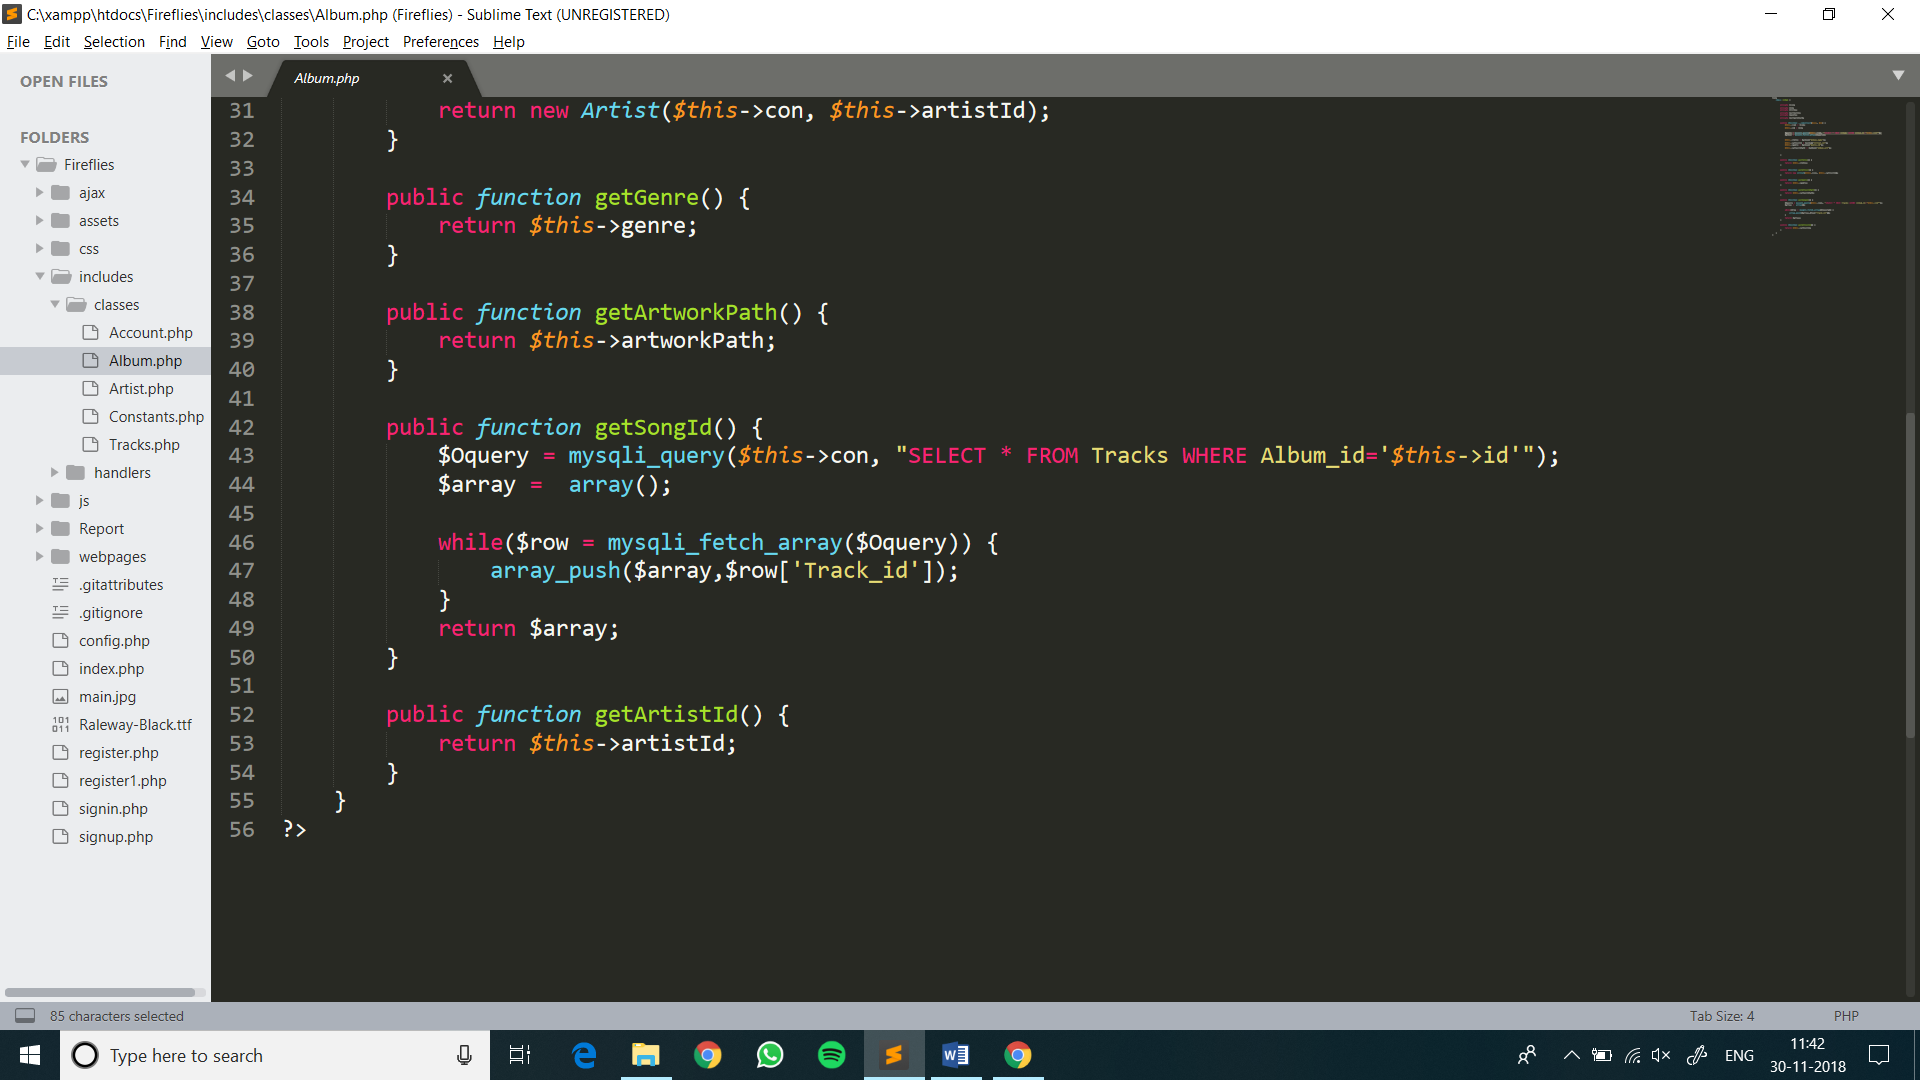 C:\xampp\htdocs\Fireflies\includes\classes\Album.php (Fireflies) - Sublime Text (UNREGISTERED)
File Edit Selection Find View Goto Tools Project Preferences Help
OPEN FILES
FOLDERS
Fireflies
ajax
assets
css
includes
classes
Account.php
Album.php
Artist.php
Constants.php
Tracks.php
handlers
js
Report
webpages
.gitattributes
.gitignore
config.php
index.php
main.jpg
Raleway-Black.ttf
register.php
register1.php
signin.php
signup.php
Album.php
31 return new Artist($this->con, $this->artistId);
32 }
33
34 public function getGenre() {
35 return $this->genre;
36 }
37
38 public function getArtworkPath() {
39 return $this->artworkPath;
40 }
41
42 public function getSongId() {
43 $Oquery = mysqli_query($this->con, "SELECT * FROM Tracks WHERE Album_id='$this->id'");
44 $array =  array();
45
46 while($row = mysqli_fetch_array($Oquery)) {
47 array_push($array,$row['Track_id']);
48 }
49 return $array;
50 }
51
52 public function getArtistId() {
53 return $this->artistId;
54 }
55 }
56 ?>
85 characters selected
Tab Size: 4
PHP
Type here to search
ENG
11:42
30-11-2018